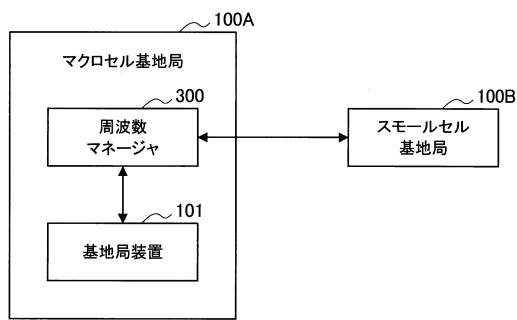 100A
マクロセル基地局
300
周波数
マネージャ
100B
スモールセル
基地局
101
基地局装置